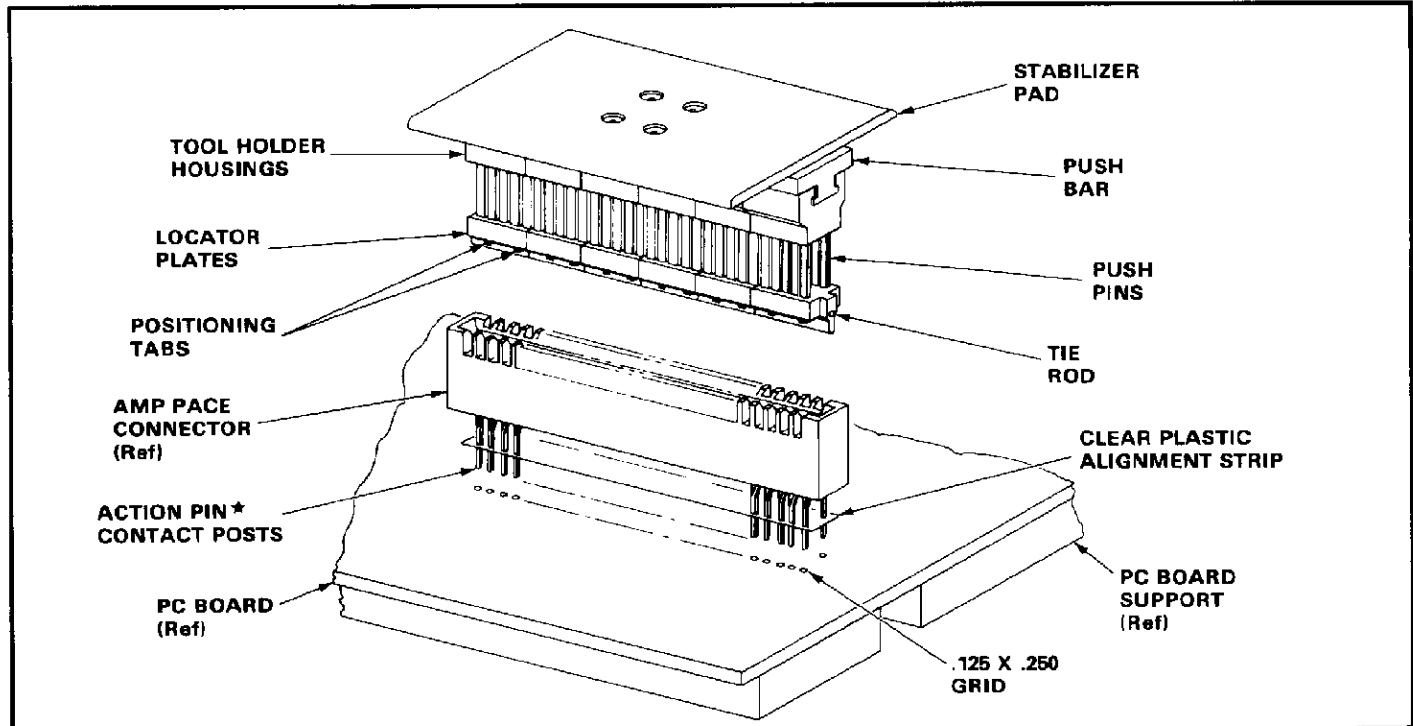 STABILIZER
PAD
TOOL HOLDER
HOUSINGS
PUSH
BAR
LOCATOR
PLATES
PUSH
PINS
POSITIONING
TABS
TIE
ROD
AMP PACE
CONNECTOR
(Ref)
CLEAR PLASTIC
ALIGNMENT STRIP
ACTION PIN★
CONTACT POSTS
PC BOARD
(Ref)
PC BOARD
SUPPORT
(Ref)
.125 X .250
GRID